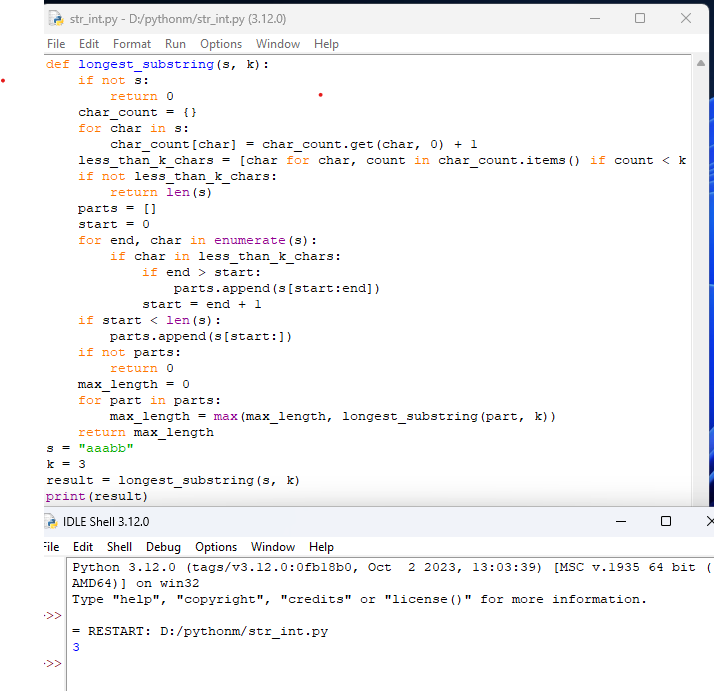 str_int.py - D:/pythonm/str_int.py (3.12.0)
File Edit Format Run Options Window Help
def longest_substring(s, k):
    if not s:
        return 0
    char_count = {}
    for char in s:
        char_count[char] = char_count.get(char, 0) + 1
    less_than_k_chars = [char for char, count in char_count.items() if count < k
    if not less_than_k_chars:
        return len(s)
    parts = []
    start = 0
    for end, char in enumerate(s):
        if char in less_than_k_chars:
            if end > start:
                parts.append(s[start:end])
            start = end + 1
    if start < len(s):
        parts.append(s[start:])
    if not parts:
        return 0
    max_length = 0
    for part in parts:
        max_length = max(max_length, longest_substring(part, k))
    return max_length
s = "aaabb"
k = 3
result = longest_substring(s, k)
print(result)
IDLE Shell 3.12.0
File Edit Shell Debug Options Window Help
Python 3.12.0 (tags/v3.12.0:0fb18b0, Oct  2 2023, 13:03:39) [MSC v.1935 64 bit (
AMD64)] on win32
Type "help", "copyright", "credits" or "license()" for more information.
>>
= RESTART: D:/pythonm/str_int.py
3
>>